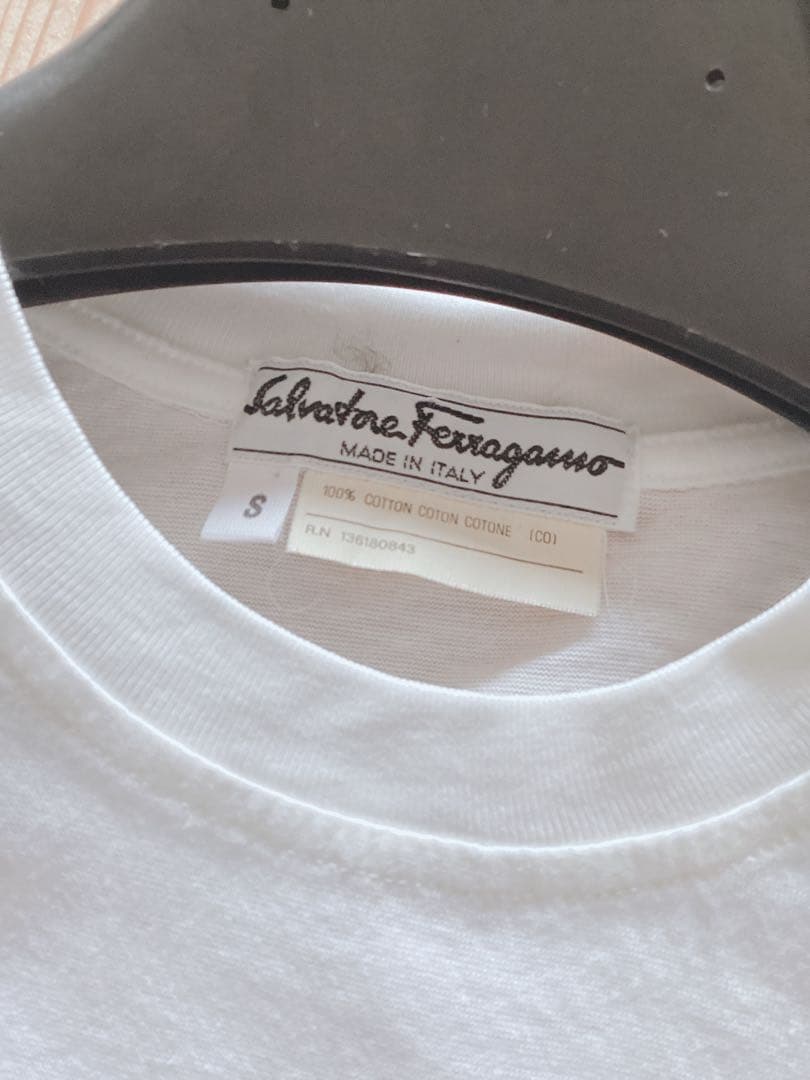 Salvatore Ferragamo
MADE IN ITALY
S
100% COTTON COTON COTONE (CO)
R.N 136180843